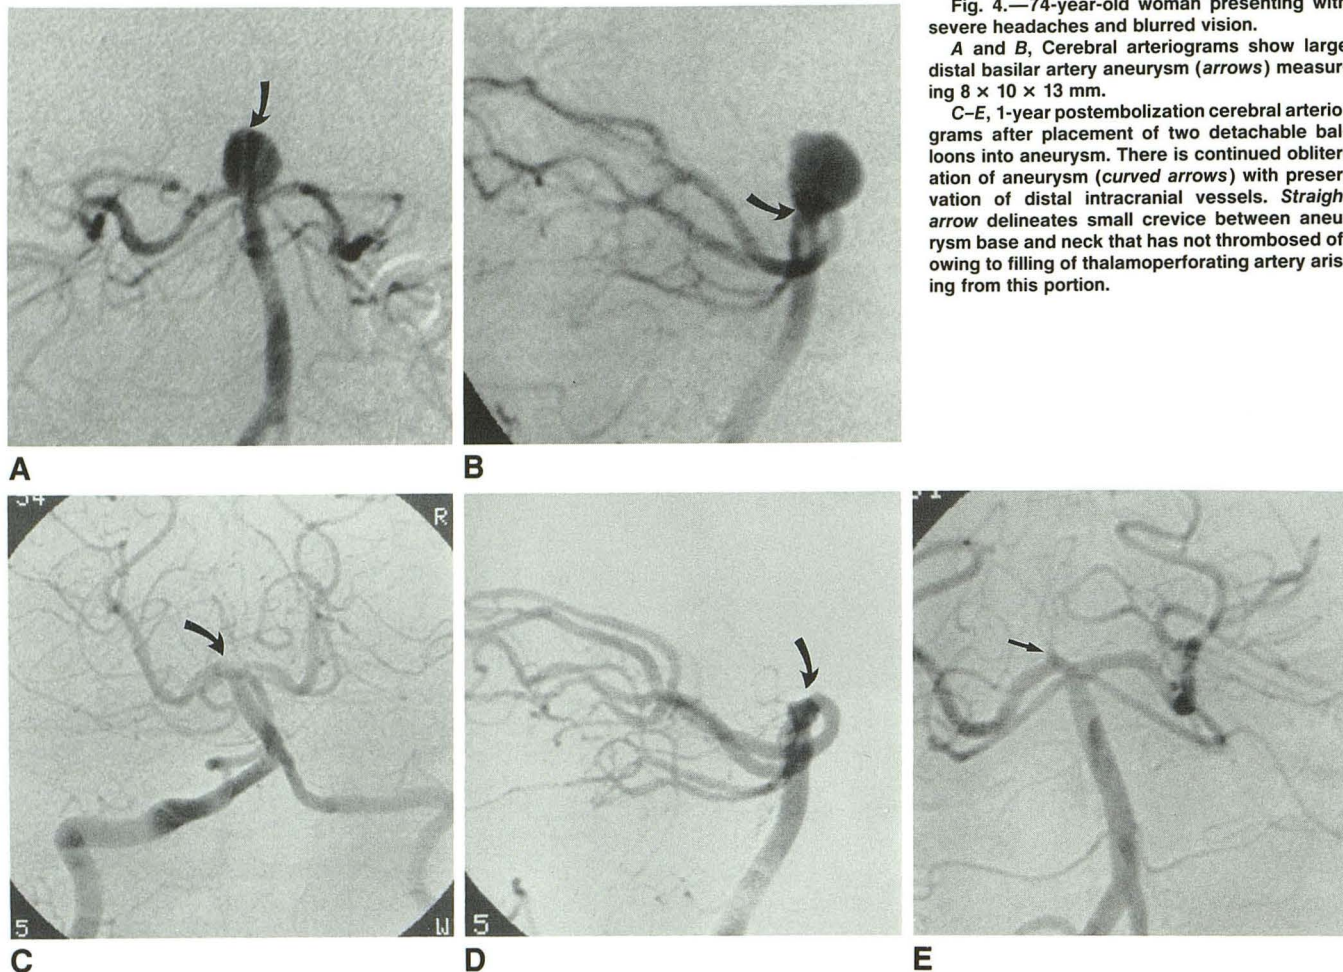 Fig. 4.—74-year-old woman presenting with
severe headaches and blurred vision.
A and B, Cerebral arteriograms show large
distal basilar artery aneurysm (arrows) measur-
ing 8 × 10 × 13 mm.
C–E, 1-year postembolization cerebral arterio-
grams after placement of two detachable bal-
loons into aneurysm. There is continued obliter-
ation of aneurysm (curved arrows) with preser-
vation of distal intracranial vessels. Straigh
arrow delineates small crevice between aneu-
rysm base and neck that has not thrombosed of
owing to filling of thalamoperforating artery aris-
ing from this portion.
A
B
R
5
W
5
C
D
E